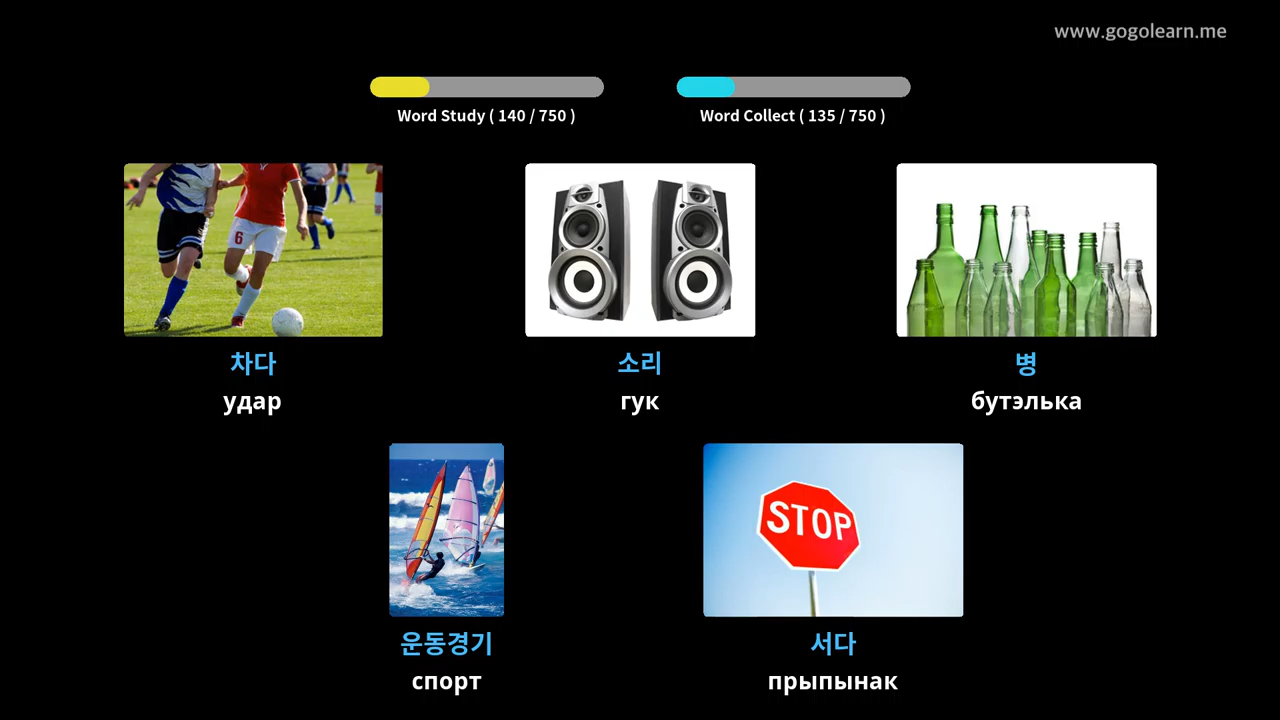 www.gogolearn.me
Word Study ( 140 / 750 )
Word Collect ( 135 / 750 )
6
STOP
차다
удар
소리
гук
병
бутэлька
운동경기
спорт
서다
прыпынак